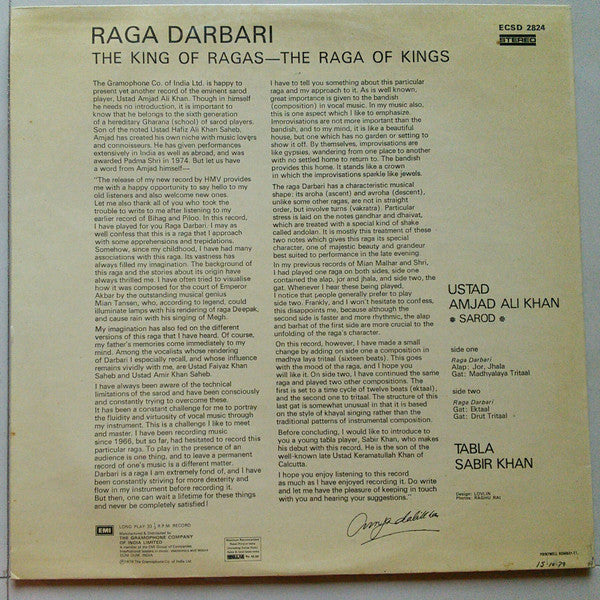 ECSD 2824
STEREO
RAGA DARBARI
THE KING OF RAGAS—THE RAGA OF KINGS
The Gramophone Co. of India Ltd. is happy to
present yet another record of the eminent sarod
player, Ustad Amjad Ali Khan. Though in himself
he needs no introduction, it is important to
know that he belongs to the sixth generation
of a hereditary Gharana (school) of sarod players.
Son of the noted Ustad Hafiz Ali Khan Saheb,
Amjad has created his own niche with music lovers
and connoisseurs. He has given performances
extensively in India as well as abroad, and was
awarded Padma Shri in 1974. But let us have
a word from Amjad himself—
"The release of my new record by HMV provides
me with a happy opportunity to say hello to my
old listeners and also welcome new ones.
Let me also thank all of you who took the
trouble to write to me after listening to my
earlier record of Bihag and Piloo. In this record,
I have played for you Raga Darbari. I may as
well confess that this is a raga that I approach
with some apprehensions and trepidations.
Somehow, since my childhood, I have had many
associations with this raga. Its vastness has
always filled my imagination. The background of
this raga and the stories about its origin have
always thrilled me. I have often tried to visualise
how it was composed for the court of Emperor
Akbar by the outstanding musical genius
Mian Tansen, who, according to legend, could
illuminate lamps with his rendering of raga Deepak,
and cause rain with his singing of Megh.
My imagination has also fed on the different
versions of this raga that I have heard. Of course,
my father's memories come immediately to my
mind. Among the vocalists whose rendering
of Darbari I especially recall, and whose influence
remains vividly with me, are Ustad Faiyaz Khan
Saheb and Ustad Amir Khan Saheb.
I have always been aware of the technical
limitations of the sarod and have been consciously
and constantly trying to overcome these.
It has been a constant challenge for me to portray
the fluidity and virtuosity of vocal music through
my instrument. This is a challenge I like to meet
and master. I have been recording music
since 1966, but so far, had hesitated to record this
particular raga. To play in the presence of an
audience is one thing, and to leave a permanent
record of one's music is a different matter.
Darbari is a raga I am extremely fond of, and I have
been constantly striving for more dexterity and
flow in my instrument before recording it.
But then, one can wait a lifetime for these things
and never be completely satisfied!
I have to tell you something about this particular
raga and my approach to it. As is well known,
great importance is given to the bandish
(composition) in vocal music. In my music also,
this is one aspect which I like to emphasize.
Improvisations are not more important than the
bandish, and to my mind, it is like a beautiful
house, but one which has no garden or setting to
show it off. By themselves, improvisations are
like gypsies, wandering from one place to another
with no settled home to return to. The bandish
provides this home. It stands like a crown
in which the improvisations sparkle like jewels.
The raga Darbari has a characteristic musical
shape: its aroha (ascent) and avroha (descent),
unlike some other ragas, are not in straight
order, but involve turns (vakratra). Particular
stress is laid on the notes gandhar and dhaivat,
which are treated with a special kind of shake
called andolan. It is mostly this treatment of these
two notes which gives this raga its special
character, one of majestic beauty and grandeur
best suited to performance in the late evening.
In my previous records of Mian Malhar and Shri,
I had played one raga on both sides, side one
contained the alap, jor and jhala, and side two, the
gat. Whenever I hear these being played,
I notice that people generally prefer to play
side two. Frankly, and I won't hesitate to confess,
this disappoints me, because although the
second side is faster and more rhythmic, the alap
and barhat of the first side are more crucial to the
unfolding of the raga's character.
On this record, however, I have made a small
change by adding on side one a composition in
madhya laya tritaal (sixteen beats). This goes
with the mood of the raga, and I hope you
will like it. On side two, I have continued the same
raga and played two other compositions. The
first is set to a time cycle of twelve beats (ektaal),
and the second one to tritaal. The structure of this
last gat is somewhat unusual in that it is based
on the style of khayal singing rather than the
traditional patterns of instrumental composition.
Before concluding, I would like to introduce to
you a young tabla player, Sabir Khan, who makes
his debut with this record. He is the son of the
well-known late Ustad Keramatullah Khan of
Calcutta.
I hope you enjoy listening to this record
as much as I have enjoyed recording it. Do write
and let me have the pleasure of keeping in touch
with you and hearing your suggestions."
USTAD
AMJAD ALI KHAN
SAROD
side one
Raga Darbari
Alap: Jor, Jhala
Gat: Madhyalaya Tritaal
side two
Raga Darbari
Gat: Ektaal
Gat: Drut Tritaal
TABLA
SABIR KHAN
Design: LOVLIN
Photos: RAGHU RAI
EMI
LONG PLAY 33⅓ R.P.M. RECORD
Manufactured & Distributed by
THE GRAMOPHONE COMPANY
OF INDIA LIMITED
A member of the EMI Group of Companies
International leaders in music, electronics and leisure
DUM DUM, INDIA
15-10-79